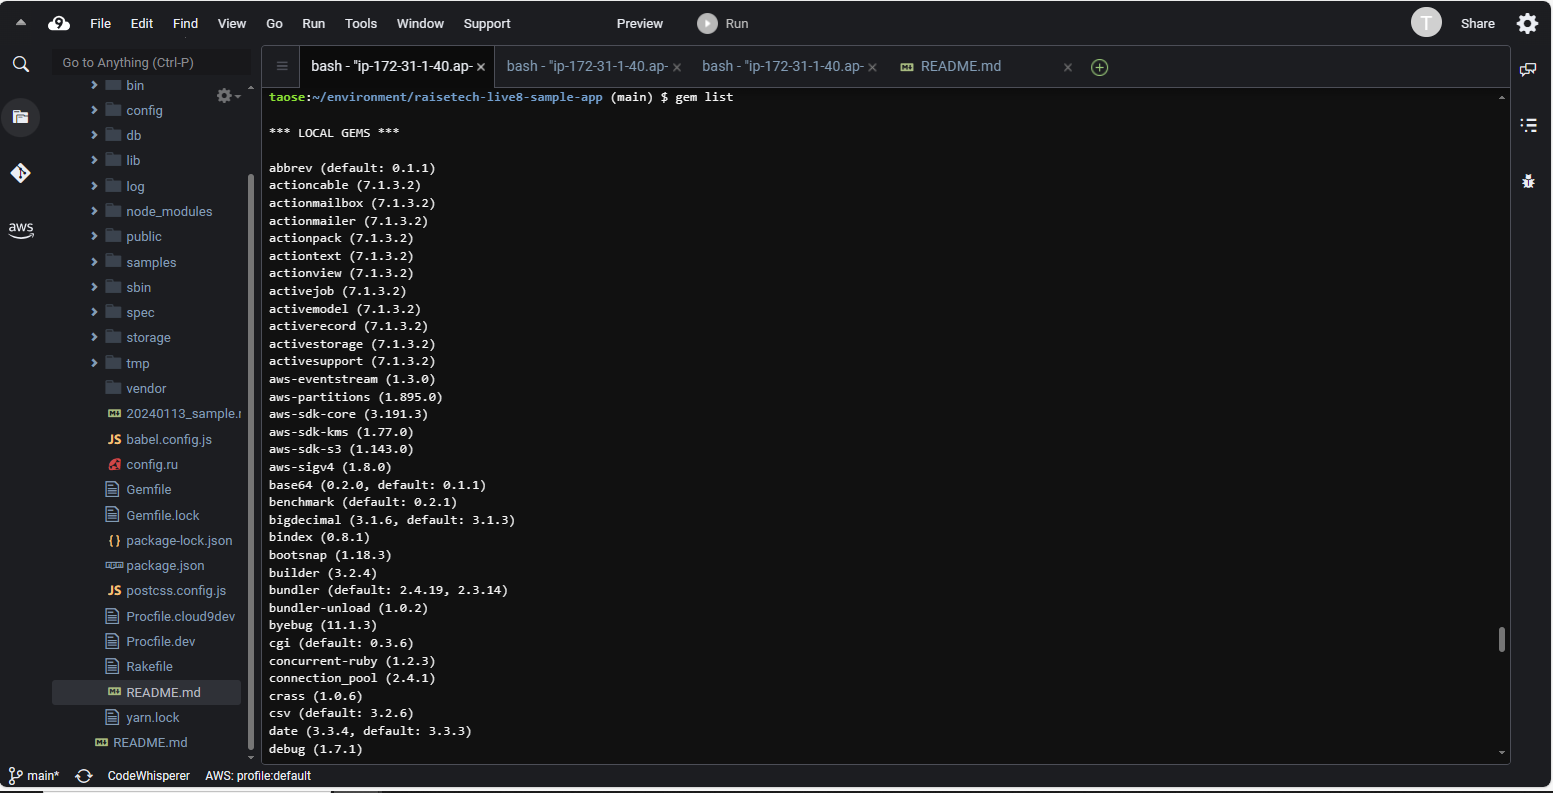 File Edit Find View Go Run Tools Window Support Preview Run T Share
Go to Anything (Ctrl-P)
bash - "ip-172-31-1-40.ap- × bash - "ip-172-31-1-40.ap- × bash - "ip-172-31-1-40.ap- × README.md ×
aws
bin
config
db
lib
log
node_modules
public
samples
sbin
spec
storage
tmp
vendor
20240113_sample.r
JS babel.config.js
config.ru
Gemfile
Gemfile.lock
{} package-lock.json
package.json
JS postcss.config.js
Procfile.cloud9dev
Procfile.dev
Rakefile
README.md
yarn.lock
README.md
taose:~/environment/raisetech-live8-sample-app (main) $ gem list
*** LOCAL GEMS ***
abbrev (default: 0.1.1)
actioncable (7.1.3.2)
actionmailbox (7.1.3.2)
actionmailer (7.1.3.2)
actionpack (7.1.3.2)
actiontext (7.1.3.2)
actionview (7.1.3.2)
activejob (7.1.3.2)
activemodel (7.1.3.2)
activerecord (7.1.3.2)
activestorage (7.1.3.2)
activesupport (7.1.3.2)
aws-eventstream (1.3.0)
aws-partitions (1.895.0)
aws-sdk-core (3.191.3)
aws-sdk-kms (1.77.0)
aws-sdk-s3 (1.143.0)
aws-sigv4 (1.8.0)
base64 (0.2.0, default: 0.1.1)
benchmark (default: 0.2.1)
bigdecimal (3.1.6, default: 3.1.3)
bindex (0.8.1)
bootsnap (1.18.3)
builder (3.2.4)
bundler (default: 2.4.19, 2.3.14)
bundler-unload (1.0.2)
byebug (11.1.3)
cgi (default: 0.3.6)
concurrent-ruby (1.2.3)
connection_pool (2.4.1)
crass (1.0.6)
csv (default: 3.2.6)
date (3.3.4, default: 3.3.3)
debug (1.7.1)
main* CodeWhisperer AWS: profile:default